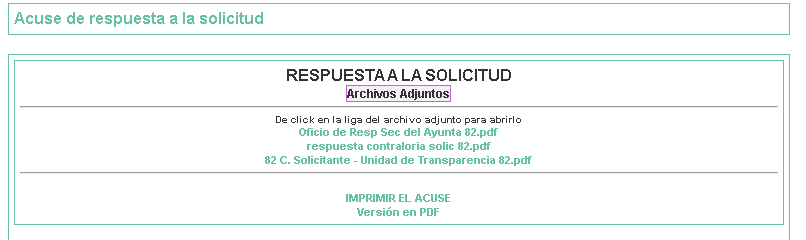 Acuse de respuesta a la solicitud
RESPUESTA A LA SOLICITUD
Archivos Adjuntos
De click en la liga del archivo adjunto para abrirlo
Oficio de Resp Sec del Ayunta 82.pdf
respuesta contraloria solic 82.pdf
82 C. Solicitante - Unidad de Transparencia 82.pdf
IMPRIMIR EL ACUSE
Versión en PDF